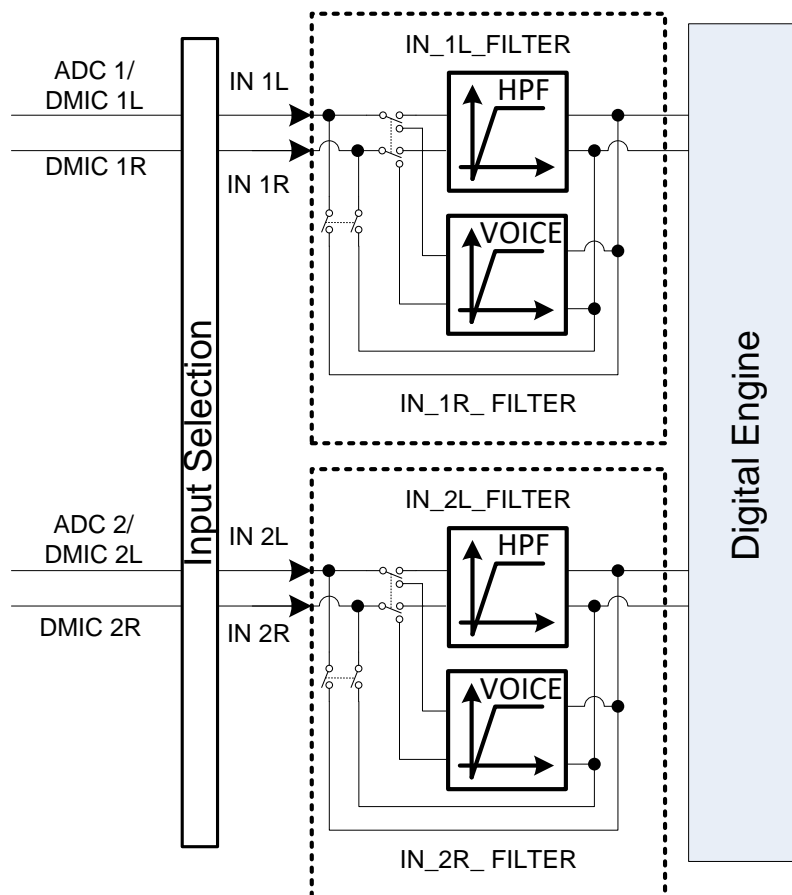 IN_1L_FILTER
ADC 1/
DMIC 1L
IN 1L
HPF
DMIC 1R
IN 1R
VOICE
IN_1R_ FILTER
Input Selection
Digital Engine
IN_2L_FILTER
ADC 2/
DMIC 2L
IN 2L
HPF
DMIC 2R
IN 2R
VOICE
IN_2R_ FILTER